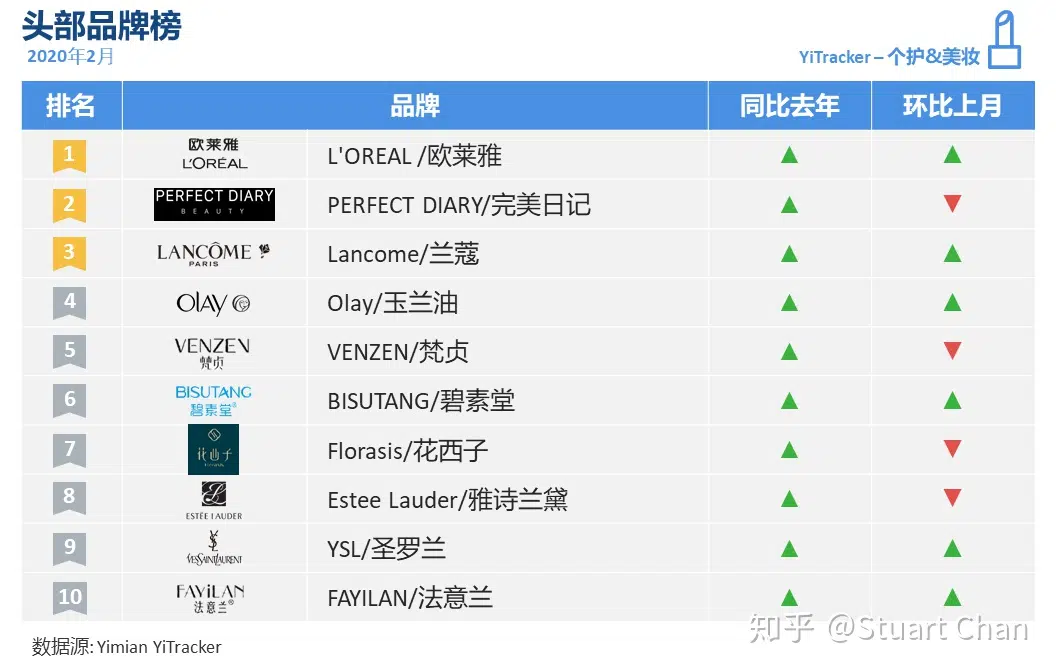 头部品牌榜
2020年2月
YiTracker – 个护&美妆
排名 品牌 同比去年 环比上月
1 欧莱雅 L'ORÉAL L'OREAL /欧莱雅 ▲ ▲
2 PERFECT DIARY BEAUTY PERFECT DIARY/完美日记 ▲ ▼
3 LANCÔME PARIS Lancome/兰蔻 ▲ ▲
4 OLAY Olay/玉兰油 ▲ ▲
5 VENZEN 梵贞 VENZEN/梵贞 ▲ ▼
6 BISUTANG 碧素堂® BISUTANG/碧素堂 ▲ ▲
7 花西子 Florasis Florasis/花西子 ▲ ▼
8 ESTĒE LAUDER Estee Lauder/雅诗兰黛 ▲ ▼
9 YSL YVESSAINTLAURENT YSL/圣罗兰 ▲ ▲
10 FAYiLAN 法意兰® FAYILAN/法意兰 ▲ ▲
数据源: Yimian YiTracker
知乎 @Stuart Chan